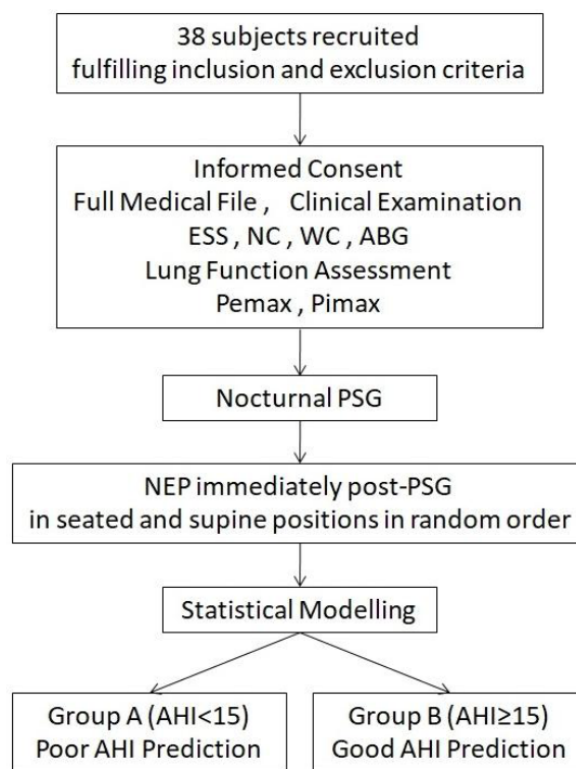 38 subjects recruited
fulfilling inclusion and exclusion criteria
Informed Consent
Full Medical File , Clinical Examination
ESS , NC , WC , ABG
Lung Function Assessment
Pemax , Pimax
Nocturnal PSG
NEP immediately post-PSG
in seated and supine positions in random order
Statistical Modelling
Group A (AHI<15)
Poor AHI Prediction
Group B (AHI≥15)
Good AHI Prediction